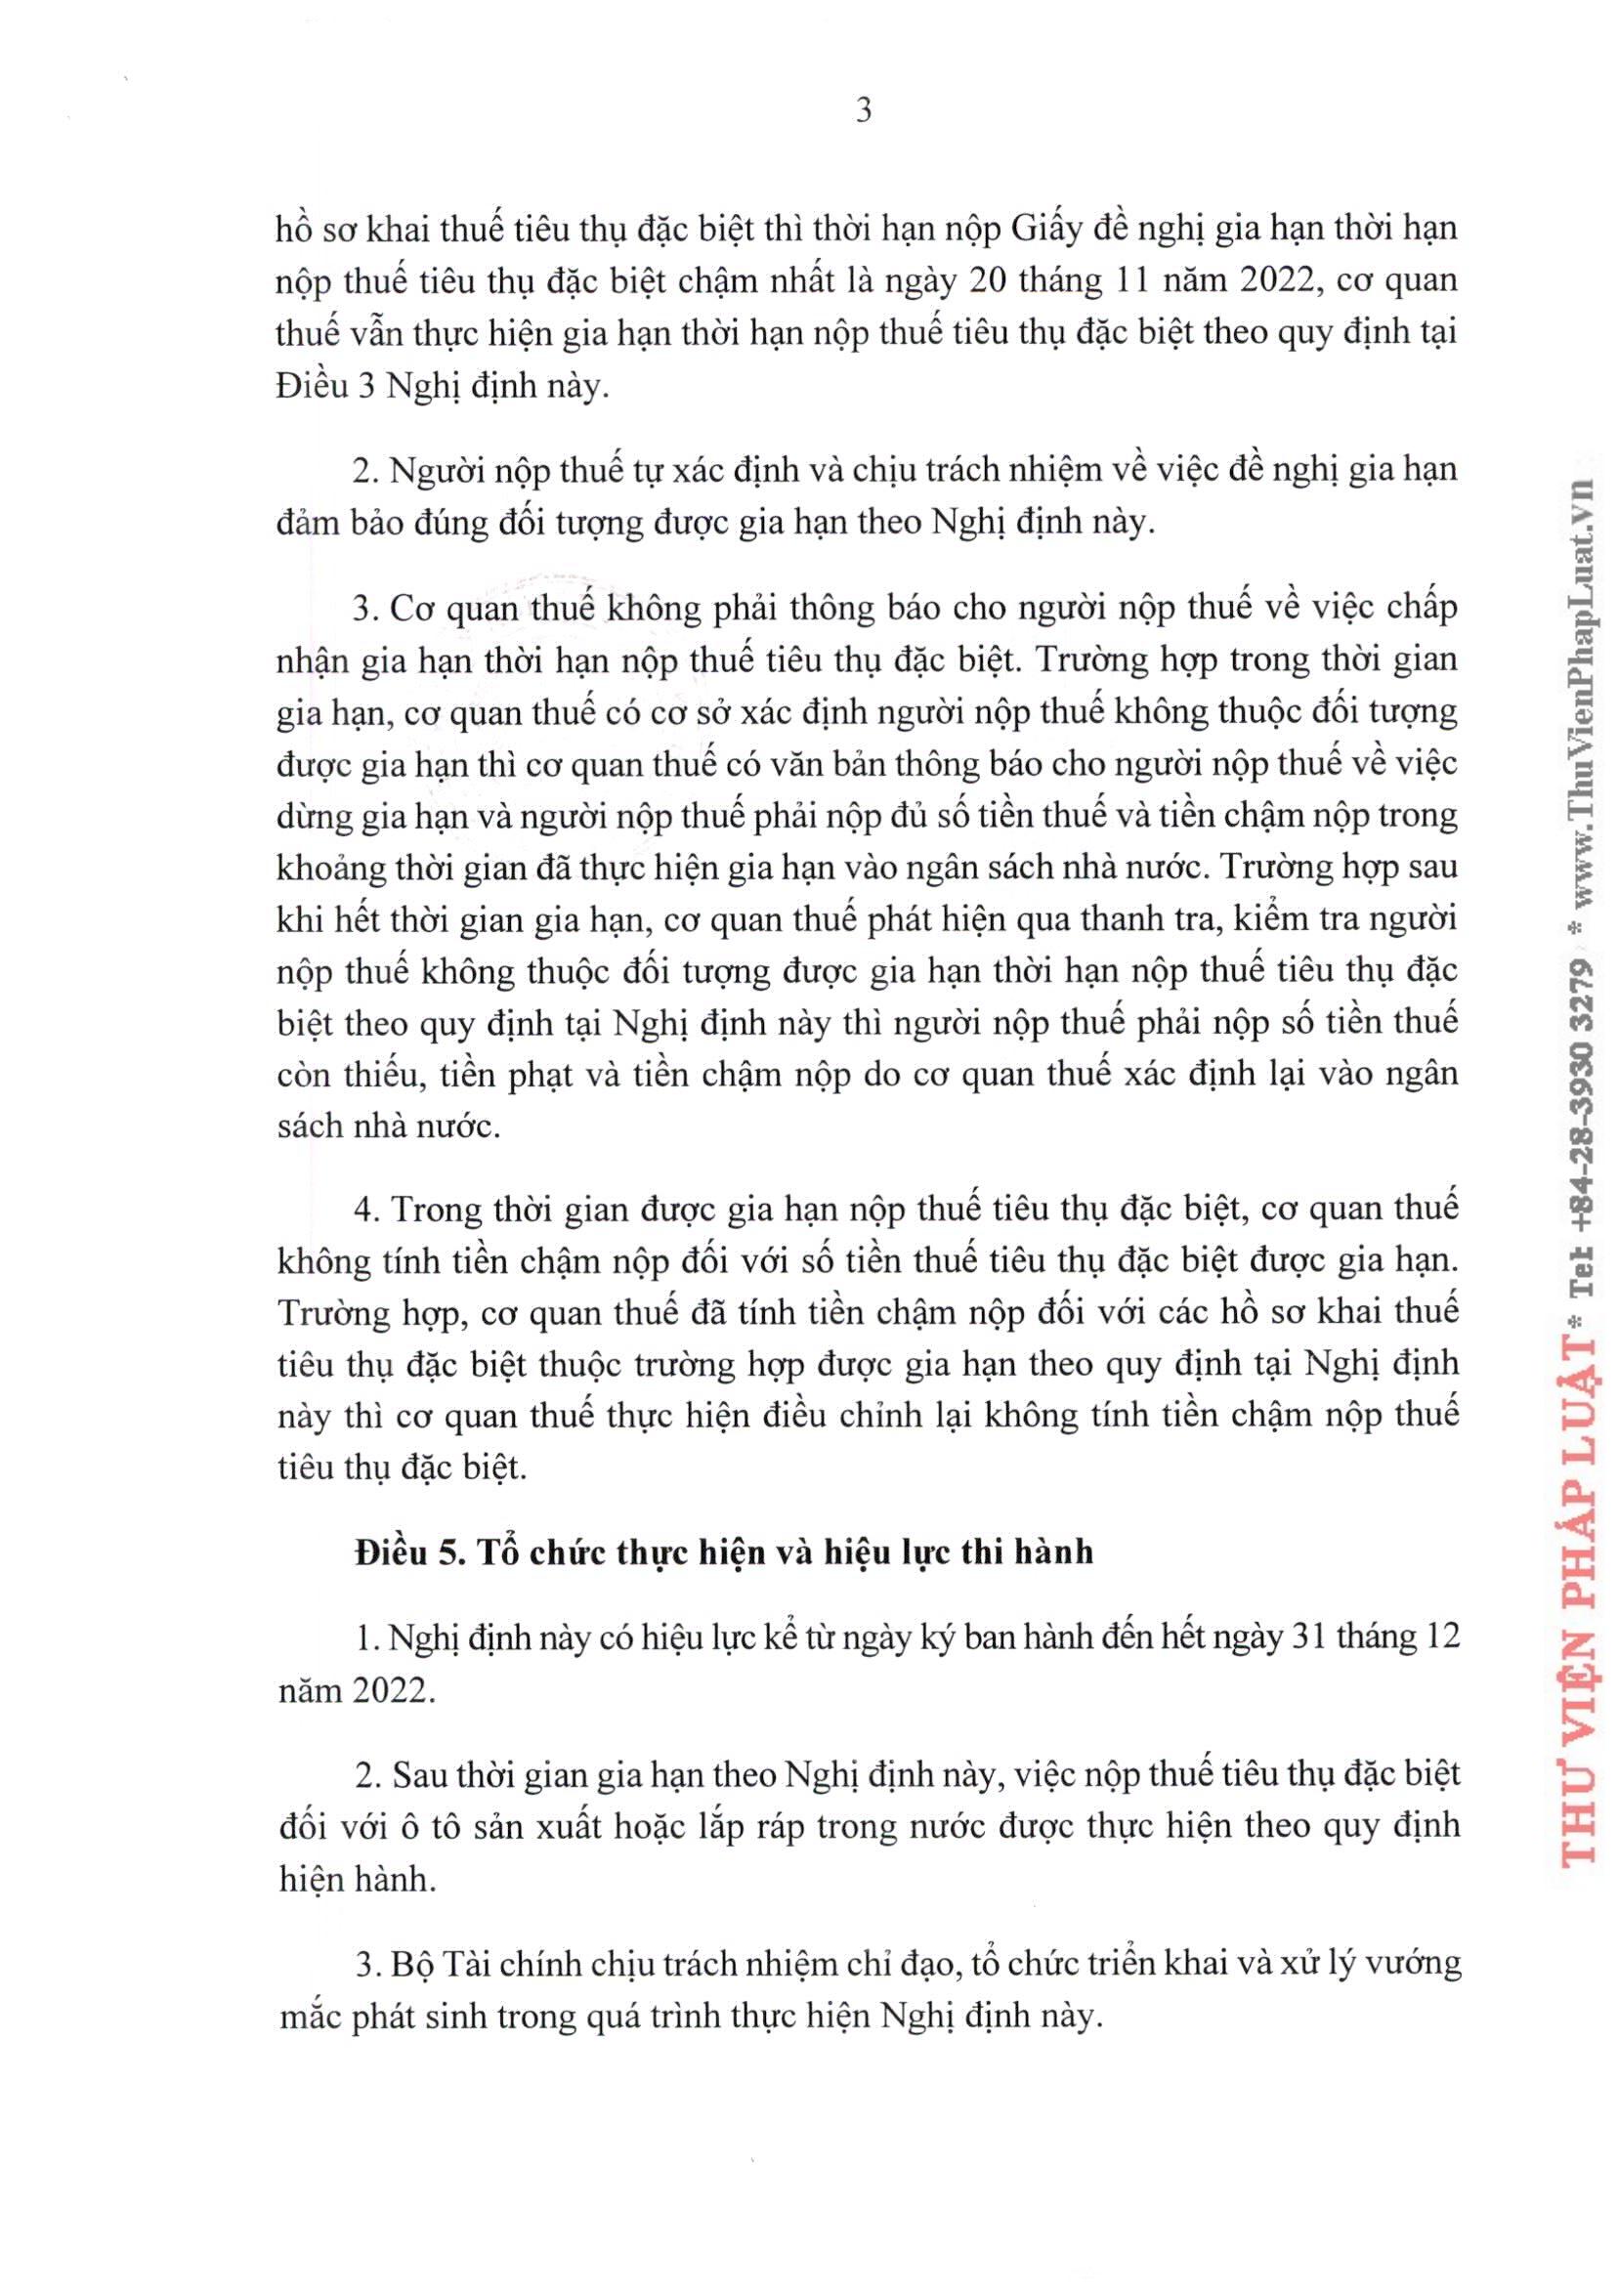 3
hồ sơ khai thuế tiêu thụ đặc biệt thì thời hạn nộp Giấy đề nghị gia hạn thời hạn
nộp thuế tiêu thụ đặc biệt chậm nhất là ngày 20 tháng 11 năm 2022, cơ quan
thuế vẫn thực hiện gia hạn thời hạn nộp thuế tiêu thụ đặc biệt theo quy định tại
Điều 3 Nghị định này.
2. Người nộp thuế tự xác định và chịu trách nhiệm về việc đề nghị gia hạn
đảm bảo đúng đối tượng được gia hạn theo Nghị định này.
3. Cơ quan thuế không phải thông báo cho người nộp thuế về việc chấp
nhận gia hạn thời hạn nộp thuế tiêu thụ đặc biệt. Trường hợp trong thời gian
gia hạn, cơ quan thuế có cơ sở xác định người nộp thuế không thuộc đối tượng
được gia hạn thì cơ quan thuế có văn bản thông báo cho người nộp thuế về việc
dừng gia hạn và người nộp thuế phải nộp đủ số tiền thuế và tiền chậm nộp trong
khoảng thời gian đã thực hiện gia hạn vào ngân sách nhà nước. Trường hợp sau
khi hết thời gian gia hạn, cơ quan thuế phát hiện qua thanh tra, kiểm tra người
nộp thuế không thuộc đối tượng được gia hạn thời hạn nộp thuế tiêu thụ đặc
biệt theo quy định tại Nghị định này thì người nộp thuế phải nộp số tiền thuế
còn thiếu, tiền phạt và tiền chậm nộp do cơ quan thuế xác định lại vào ngân
sách nhà nước.
4. Trong thời gian được gia hạn nộp thuế tiêu thụ đặc biệt, cơ quan thuế
không tính tiền chậm nộp đối với số tiền thuế tiêu thụ đặc biệt được gia hạn.
Trường hợp, cơ quan thuế đã tính tiền chậm nộp đối với các hồ sơ khai thuế
tiêu thụ đặc biệt thuộc trường hợp được gia hạn theo quy định tại Nghị định
này thì cơ quan thuế thực hiện điều chỉnh lại không tính tiền chậm nộp thuế
tiêu thụ đặc biệt.
Điều 5. Tổ chức thực hiện và hiệu lực thi hành
1. Nghị định này có hiệu lực kể từ ngày ký ban hành đến hết ngày 31 tháng 12
năm 2022.
2. Sau thời gian gia hạn theo Nghị định này, việc nộp thuế tiêu thụ đặc biệt
đối với ô tô sản xuất hoặc lắp ráp trong nước được thực hiện theo quy định
hiện hành.
3. Bộ Tài chính chịu trách nhiệm chỉ đạo, tổ chức triển khai và xử lý vướng
mắc phát sinh trong quá trình thực hiện Nghị định này.
THƯ VIỆN PHÁP LUẬT * Tel: +84-28-3930 3279 * www.ThuVienPhapLuat.vn